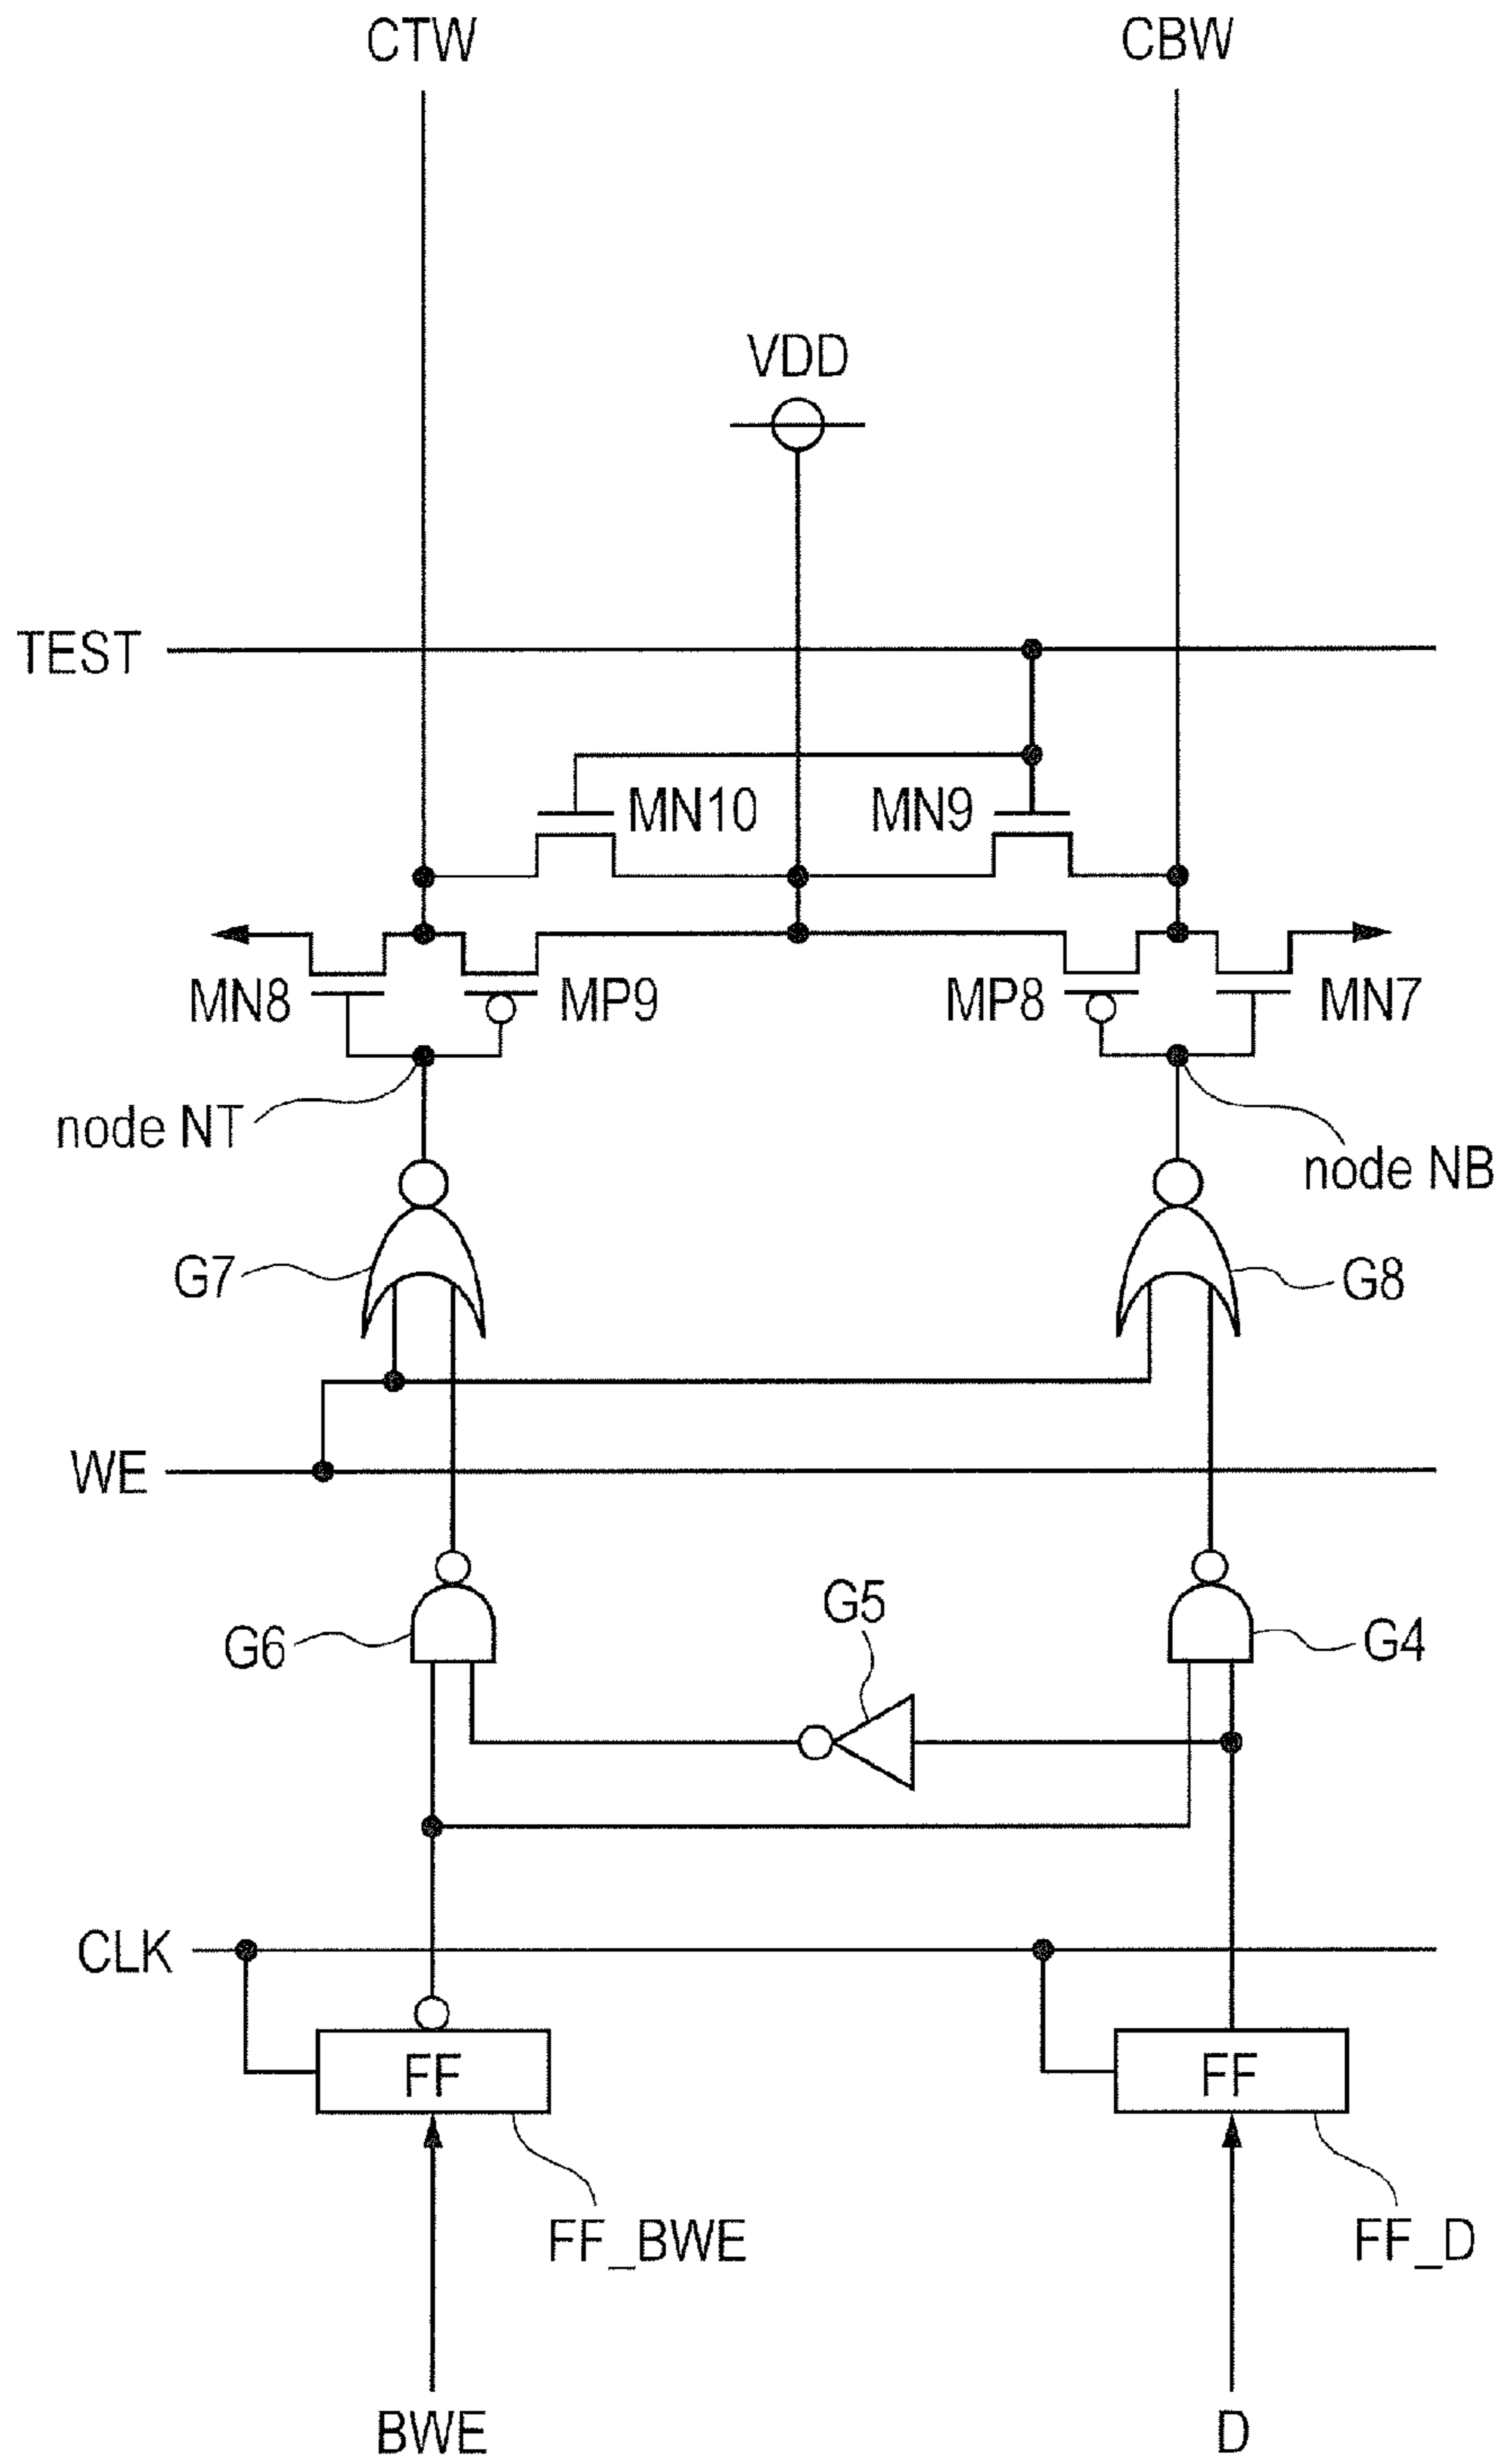 CTW
CBW
VDD
TEST
MN10
MN9
MN8
MP9
MP8
MN7
node NT
node NB
G7
G8
WE
G5
G6
G4
CLK
FF
FF
FF_BWE
FF_D
BWE
D